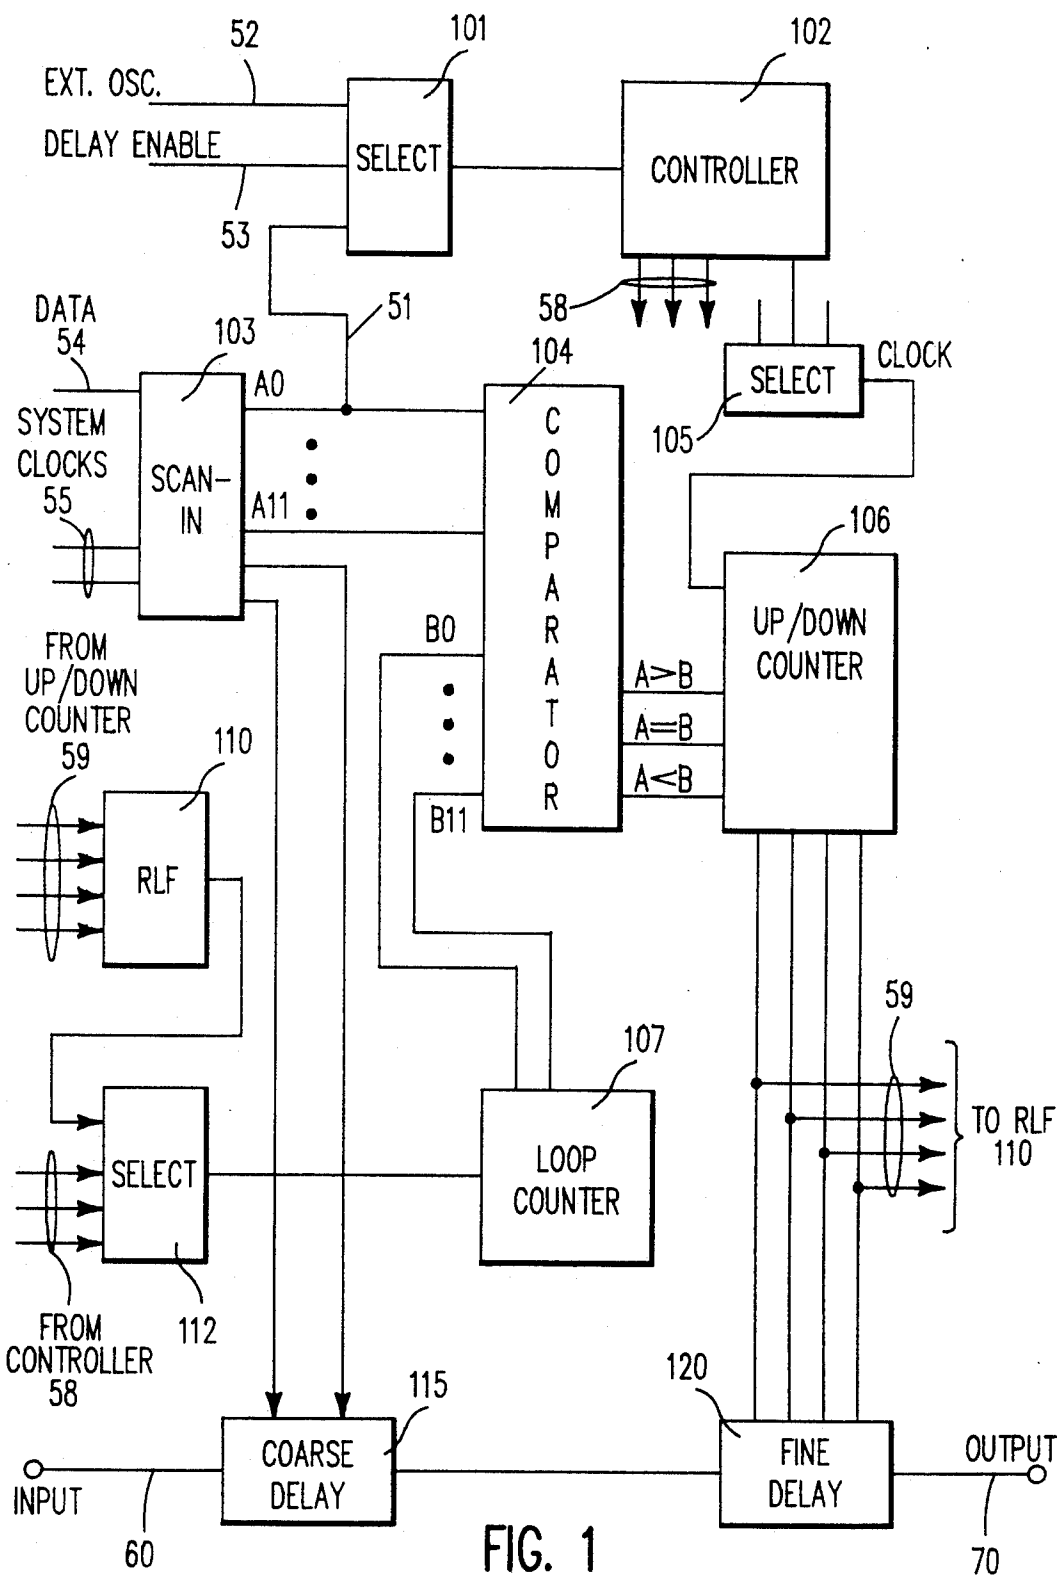 52
101
102
EXT. OSC.
DELAY ENABLE
SELECT
CONTROLLER
53
58
51
DATA
54
103
104
CLOCK
A0
SELECT
105
SYSTEM
CLOCKS
55
SCAN-
IN
A11
COMPARATOR
106
UP/DOWN
COUNTER
B0
FROM
UP/DOWN
COUNTER
59
110
A>B
A=B
A<B
B11
RLF
59
107
TO RLF
110
SELECT
LOOP
COUNTER
112
FROM
CONTROLLER
58
115
120
COARSE
DELAY
FINE
DELAY
OUTPUT
INPUT
60
70
FIG. 1